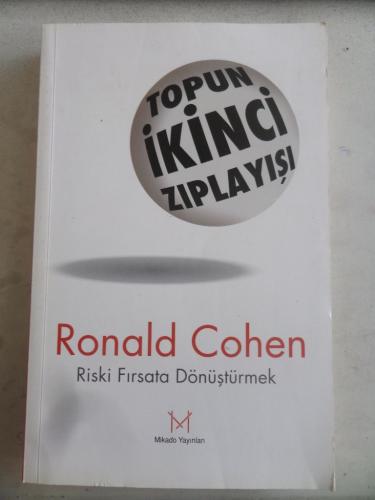 TOPUN
İKİNCİ
ZIPLAYIŞI
Ronald Cohen
Riski Fırsata Dönüştürmek
Mikado Yayınları